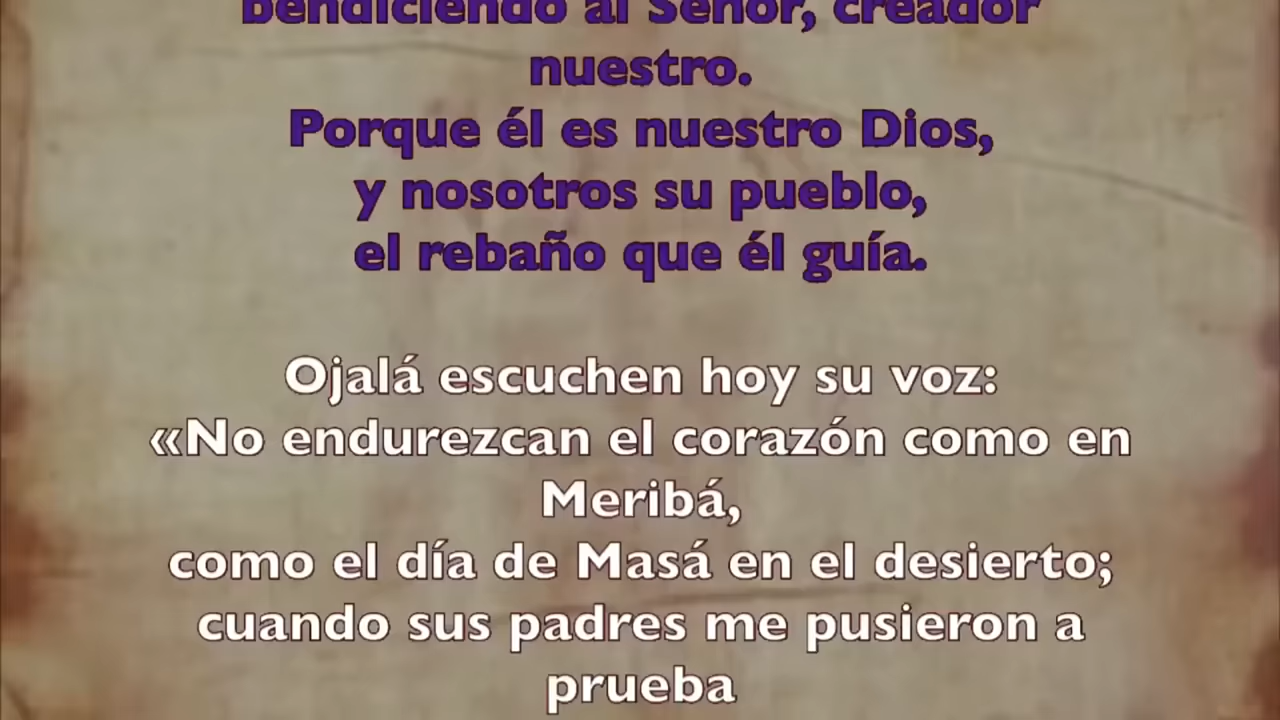 bendiciendo al Señor, creador
nuestro.
Porque él es nuestro Dios,
y nosotros su pueblo,
el rebaño que él guía.
Ojalá escuchen hoy su voz:
«No endurezcan el corazón como en
Meribá,
como el día de Masá en el desierto;
cuando sus padres me pusieron a
prueba